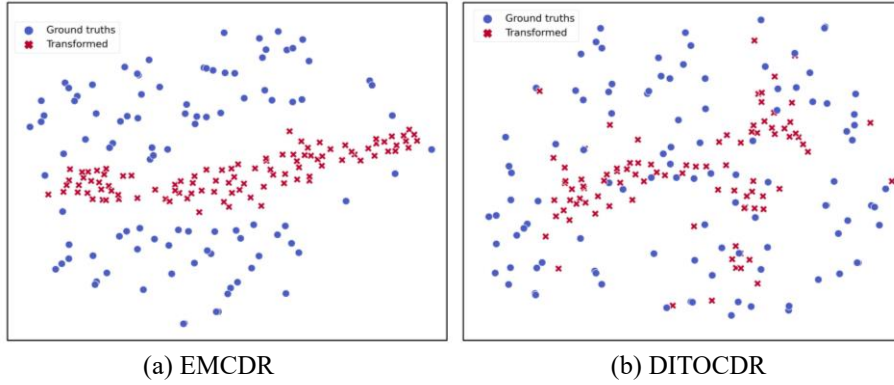 Ground truths
Transformed
Ground truths
Transformed
(a) EMCDR
(b) DITOCDR